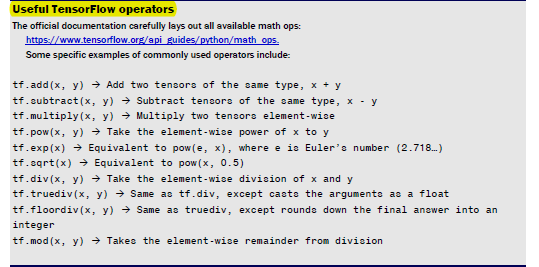 Useful TensorFlow operators
The official documentation carefully lays out all available math ops:
https://www.tensorflow.org/api_guides/python/math_ops.
Some specific examples of commonly used operators include:
tf.add(x, y) → Add two tensors of the same type, x + y
tf.subtract(x, y) → Subtract tensors of the same type, x - y
tf.multiply(x, y) → Multiply two tensors element-wise
tf.pow(x, y) → Take the element-wise power of x to y
tf.exp(x) → Equivalent to pow(e, x), where e is Euler's number (2.718…)
tf.sqrt(x) → Equivalent to pow(x, 0.5)
tf.div(x, y) → Take the element-wise division of x and y
tf.truediv(x, y) → Same as tf.div, except casts the arguments as a float
tf.floordiv(x, y) → Same as truediv, except rounds down the final answer into an
integer
tf.mod(x, y) → Takes the element-wise remainder from division